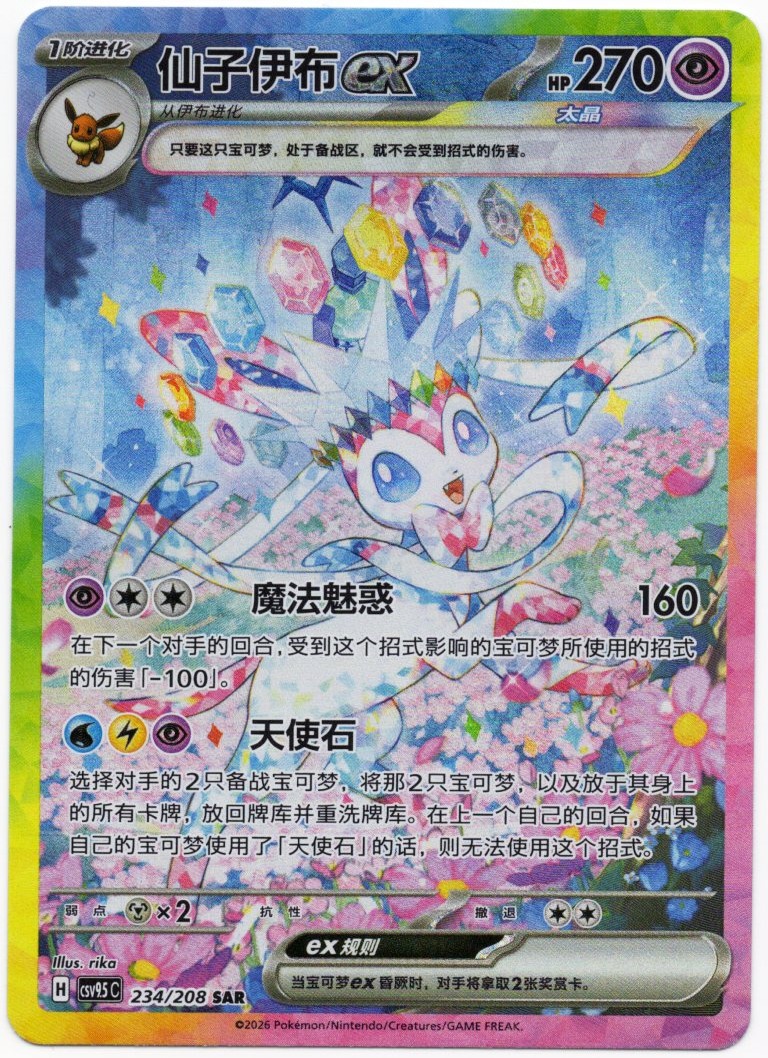 1阶进化
仙子伊布ex HP270
从伊布进化 太晶
只要这只宝可梦，处于备战区，就不会受到招式的伤害。
魔法魅惑 160
在下一个对手的回合，受到这个招式影响的宝可梦所使用的招式
的伤害「-100」。
天使石
选择对手的2只备战宝可梦，将那2只宝可梦，以及放于其身上
的所有卡牌，放回牌库并重洗牌库。在上一个自己的回合，如果
自己的宝可梦使用了「天使石」的话，则无法使用这个招式。
弱点 ×2 抗性 撤退
ex规则
当宝可梦ex昏厥时，对手将拿取2张奖赏卡。
Illus. rika
H csv9.5 C 234/208 SAR
©2026 Pokémon/Nintendo/Creatures/GAME FREAK.